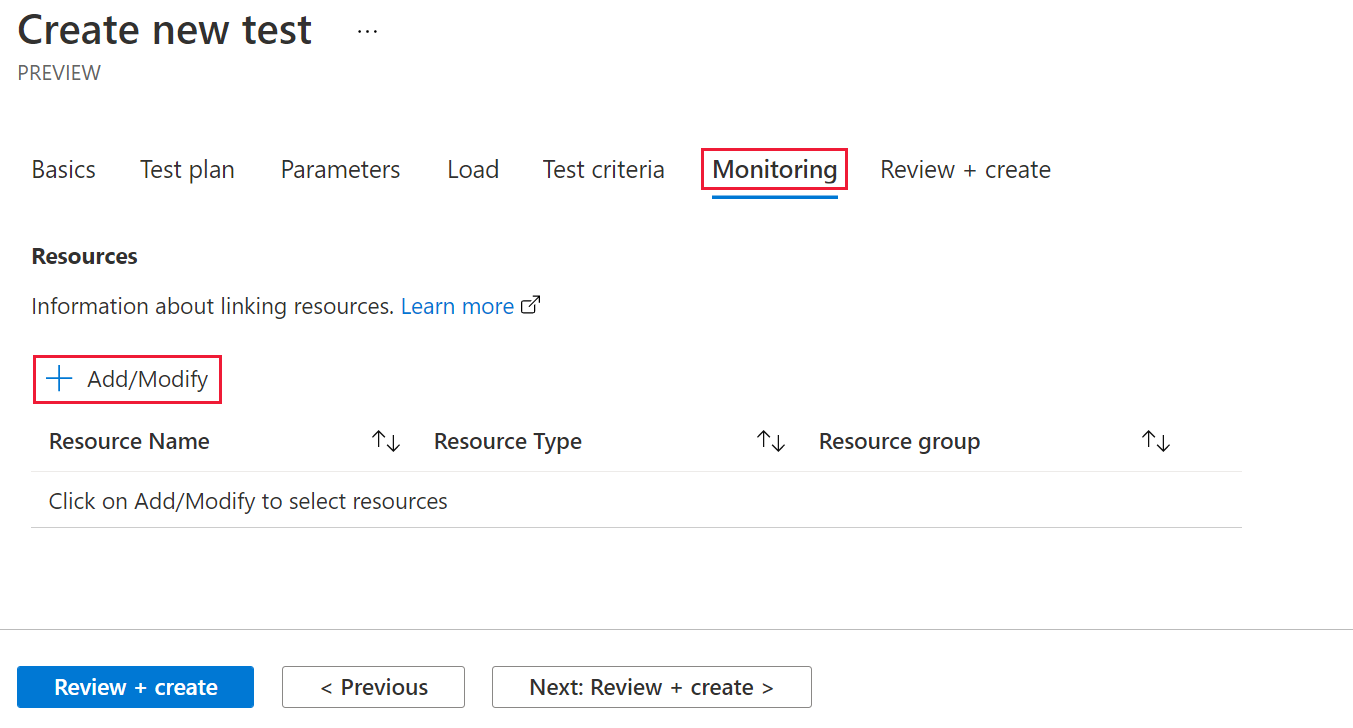 Create new test ...
PREVIEW
Basics Test plan Parameters Load Test criteria Monitoring Review + create
Resources
Information about linking resources. Learn more
+ Add/Modify
Resource Name ↑↓ Resource Type ↑↓ Resource group ↑↓
Click on Add/Modify to select resources
Review + create < Previous Next: Review + create >